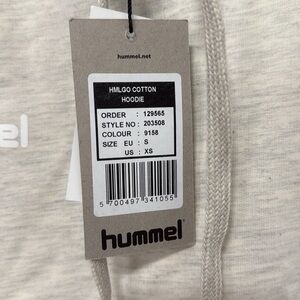 hummel.net
HMLGO COTTON
HOODIE
ORDER : 129565
STYLE NO : 203508
COLOUR : 9158
SIZE EU : S
US : XS
5 700497 341055
hummel
mel